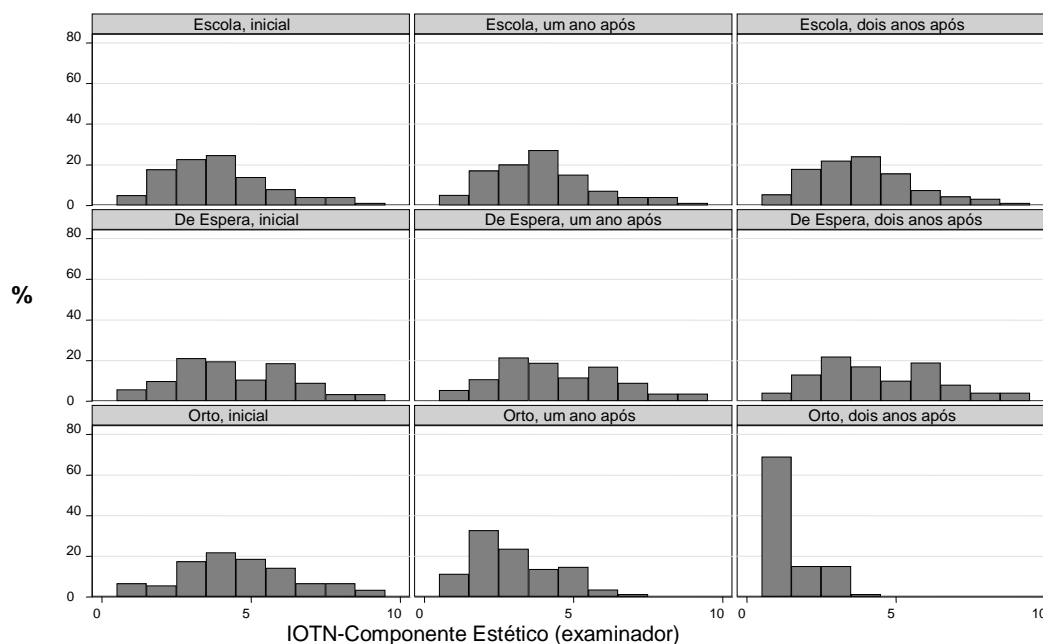 Escola, inicial
Escola, um ano após
Escola, dois anos após
80
60
40
20
0
De Espera, inicial
De Espera, um ano após
De Espera, dois anos após
80
60
40
20
0
%
Orto, inicial
Orto, um ano após
Orto, dois anos após
80
60
40
20
0
0 5 10 0 5 10 0 5 10
IOTN-Componente Estético (examinador)